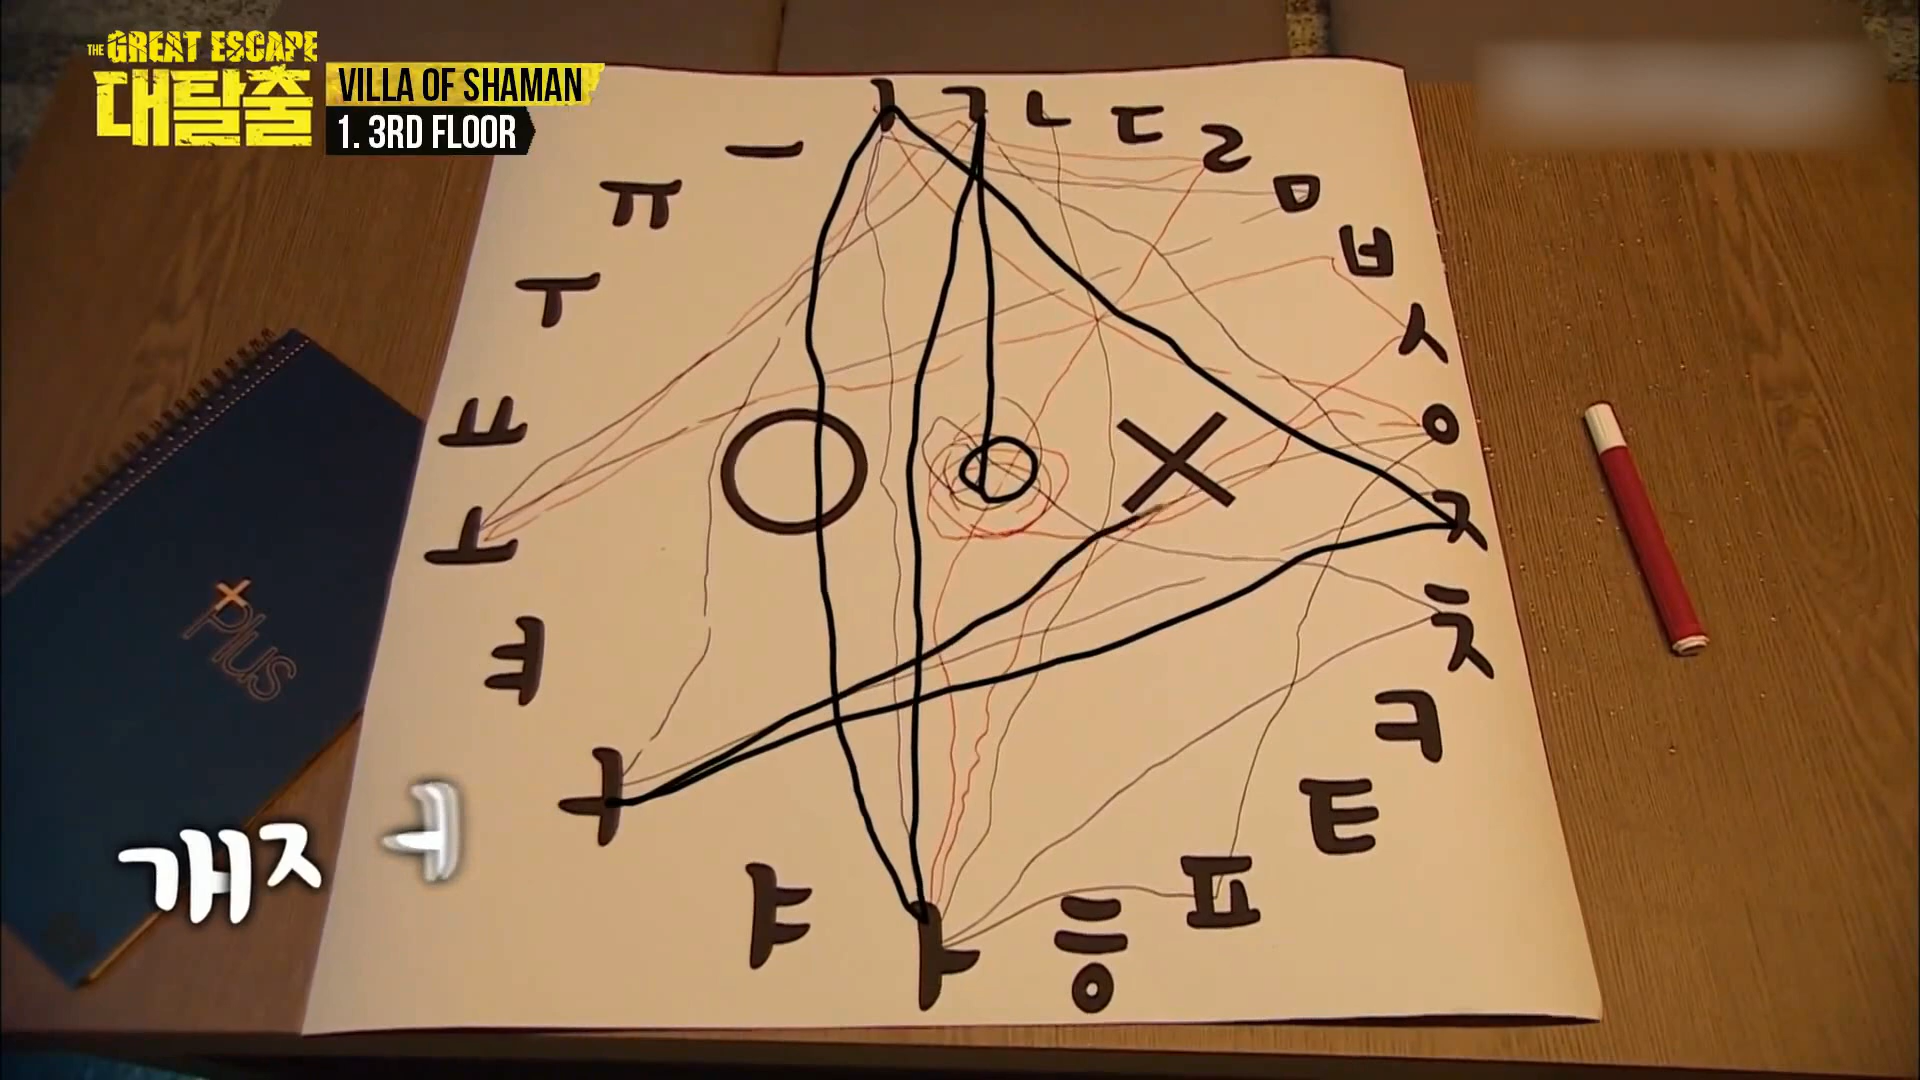 THE GREAT ESCAPE
대탈출
VILLA OF SHAMAN
1. 3RD FLOOR
ㅣ ㄱ ㄴ ㄷ ㄹ ㅁ ㅂ ㅅ ㅇ ㅈ ㅊ ㅋ ㅌ ㅍ ㅎ ㅏ ㅑ ㅓ ㅕ ㅗ ㅛ ㅜ ㅠ ㅡ
O X
+
Plus
개ㅈ ㅓ